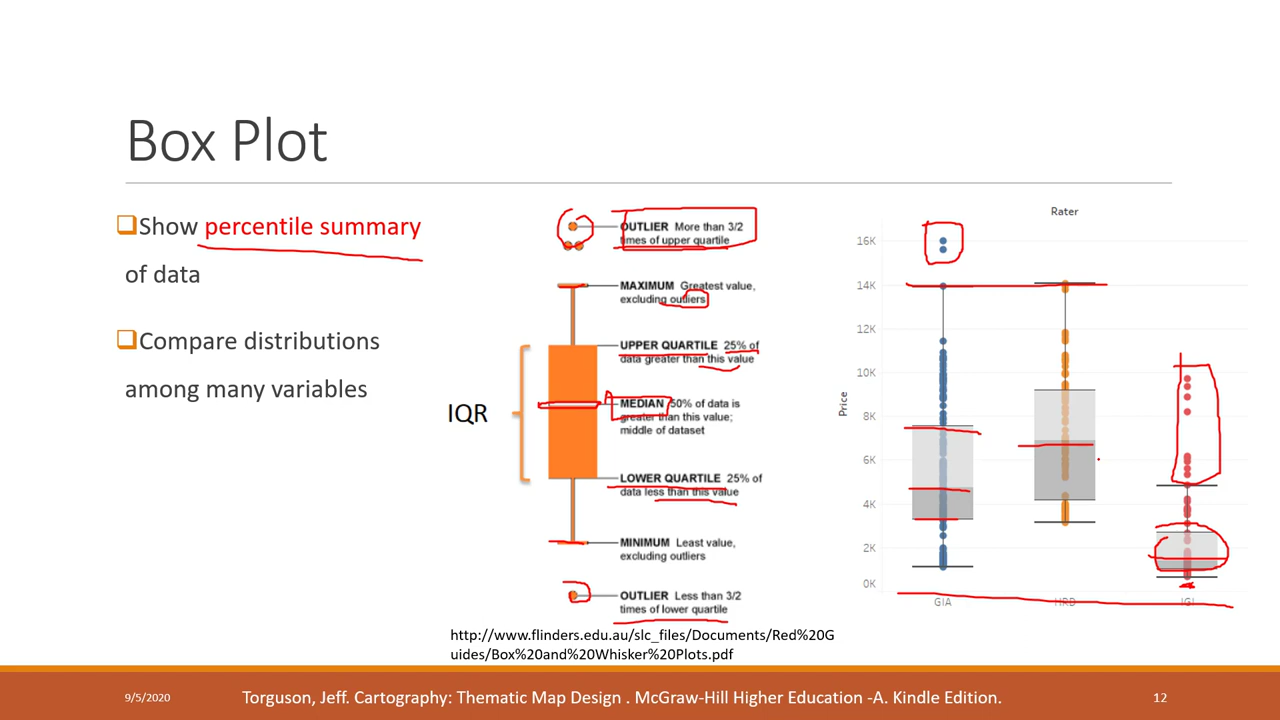 Box Plot
Show percentile summary
of data
Compare distributions
among many variables
IQR
OUTLIER More than 3/2
times of upper quartile
MAXIMUM Greatest value,
excluding outliers
UPPER QUARTILE 25% of
data greater than this value
MEDIAN 50% of data is
greater than this value;
middle of dataset
LOWER QUARTILE 25% of
data less than this value
MINIMUM Least value,
excluding outliers
OUTLIER Less than 3/2
times of lower quartile
http://www.flinders.edu.au/slc_files/Documents/Red%20G
uides/Box%20and%20Whisker%20Plots.pdf
Rater
Price
16K
14K
12K
10K
8K
6K
4K
2K
0K
GIA
HRD
IGI
9/5/2020
Torguson, Jeff. Cartography: Thematic Map Design . McGraw-Hill Higher Education -A. Kindle Edition.
12